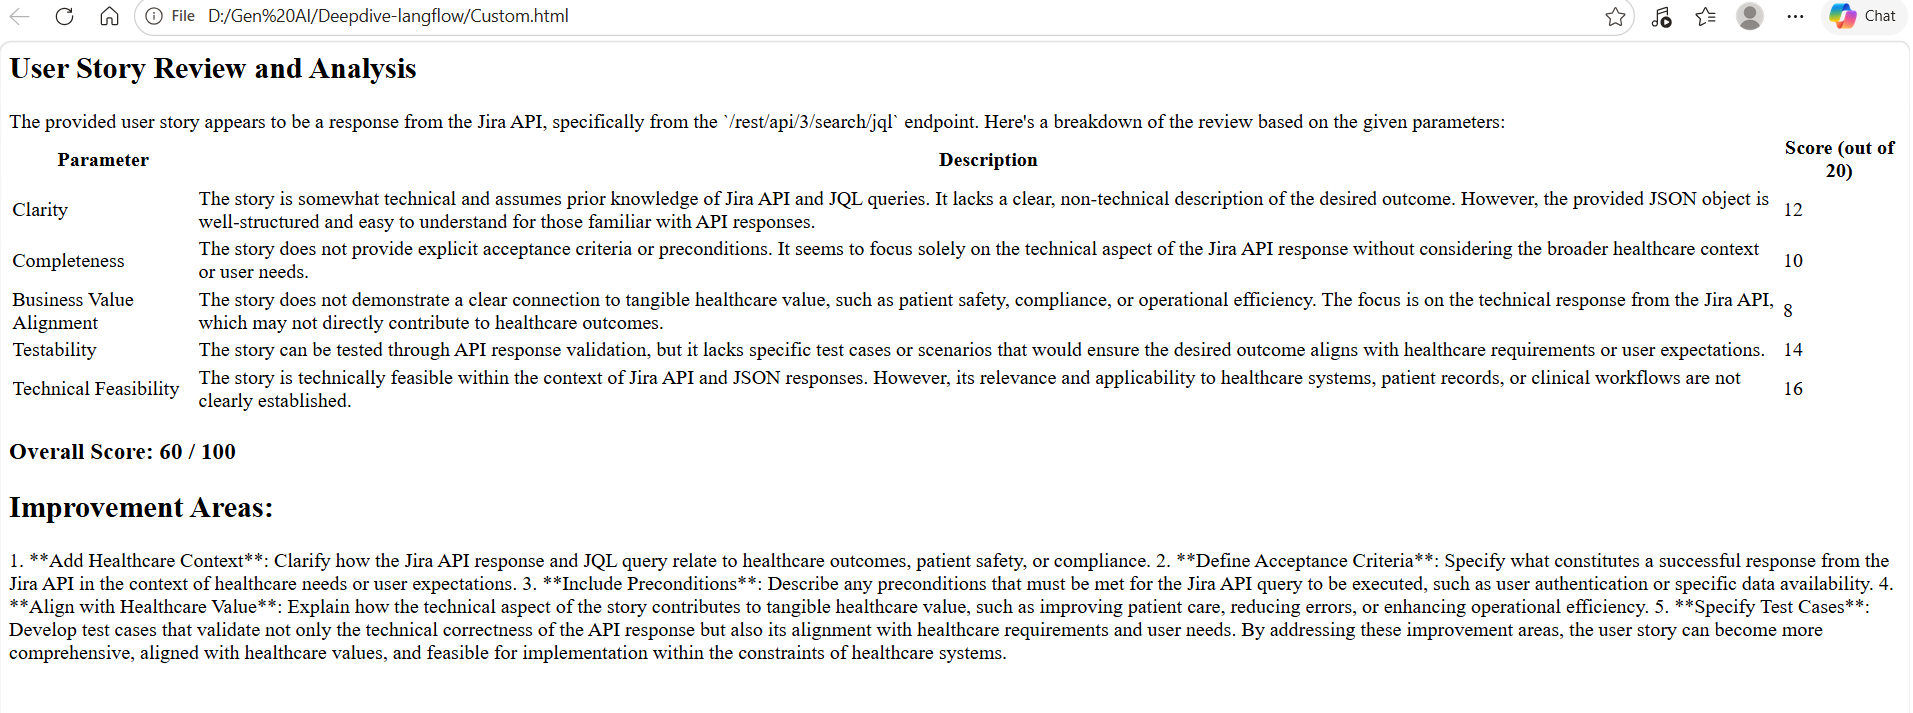 File D:/Gen%20AI/Deepdive-langflow/Custom.html
Chat
User Story Review and Analysis
The provided user story appears to be a response from the Jira API, specifically from the `/rest/api/3/search/jql` endpoint. Here's a breakdown of the review based on the given parameters:
Parameter
Description
Score (out of
20)
Clarity
The story is somewhat technical and assumes prior knowledge of Jira API and JQL queries. It lacks a clear, non-technical description of the desired outcome. However, the provided JSON object is
well-structured and easy to understand for those familiar with API responses.
12
Completeness
The story does not provide explicit acceptance criteria or preconditions. It seems to focus solely on the technical aspect of the Jira API response without considering the broader healthcare context
or user needs.
10
Business Value
Alignment
The story does not demonstrate a clear connection to tangible healthcare value, such as patient safety, compliance, or operational efficiency. The focus is on the technical response from the Jira API,
which may not directly contribute to healthcare outcomes.
8
Testability
The story can be tested through API response validation, but it lacks specific test cases or scenarios that would ensure the desired outcome aligns with healthcare requirements or user expectations.
14
Technical Feasibility
The story is technically feasible within the context of Jira API and JSON responses. However, its relevance and applicability to healthcare systems, patient records, or clinical workflows are not
clearly established.
16
Overall Score: 60 / 100
Improvement Areas:
1. **Add Healthcare Context**: Clarify how the Jira API response and JQL query relate to healthcare outcomes, patient safety, or compliance. 2. **Define Acceptance Criteria**: Specify what constitutes a successful response from the
Jira API in the context of healthcare needs or user expectations. 3. **Include Preconditions**: Describe any preconditions that must be met for the Jira API query to be executed, such as user authentication or specific data availability. 4.
**Align with Healthcare Value**: Explain how the technical aspect of the story contributes to tangible healthcare value, such as improving patient care, reducing errors, or enhancing operational efficiency. 5. **Specify Test Cases**:
Develop test cases that validate not only the technical correctness of the API response but also its alignment with healthcare requirements and user needs. By addressing these improvement areas, the user story can become more
comprehensive, aligned with healthcare values, and feasible for implementation within the constraints of healthcare systems.